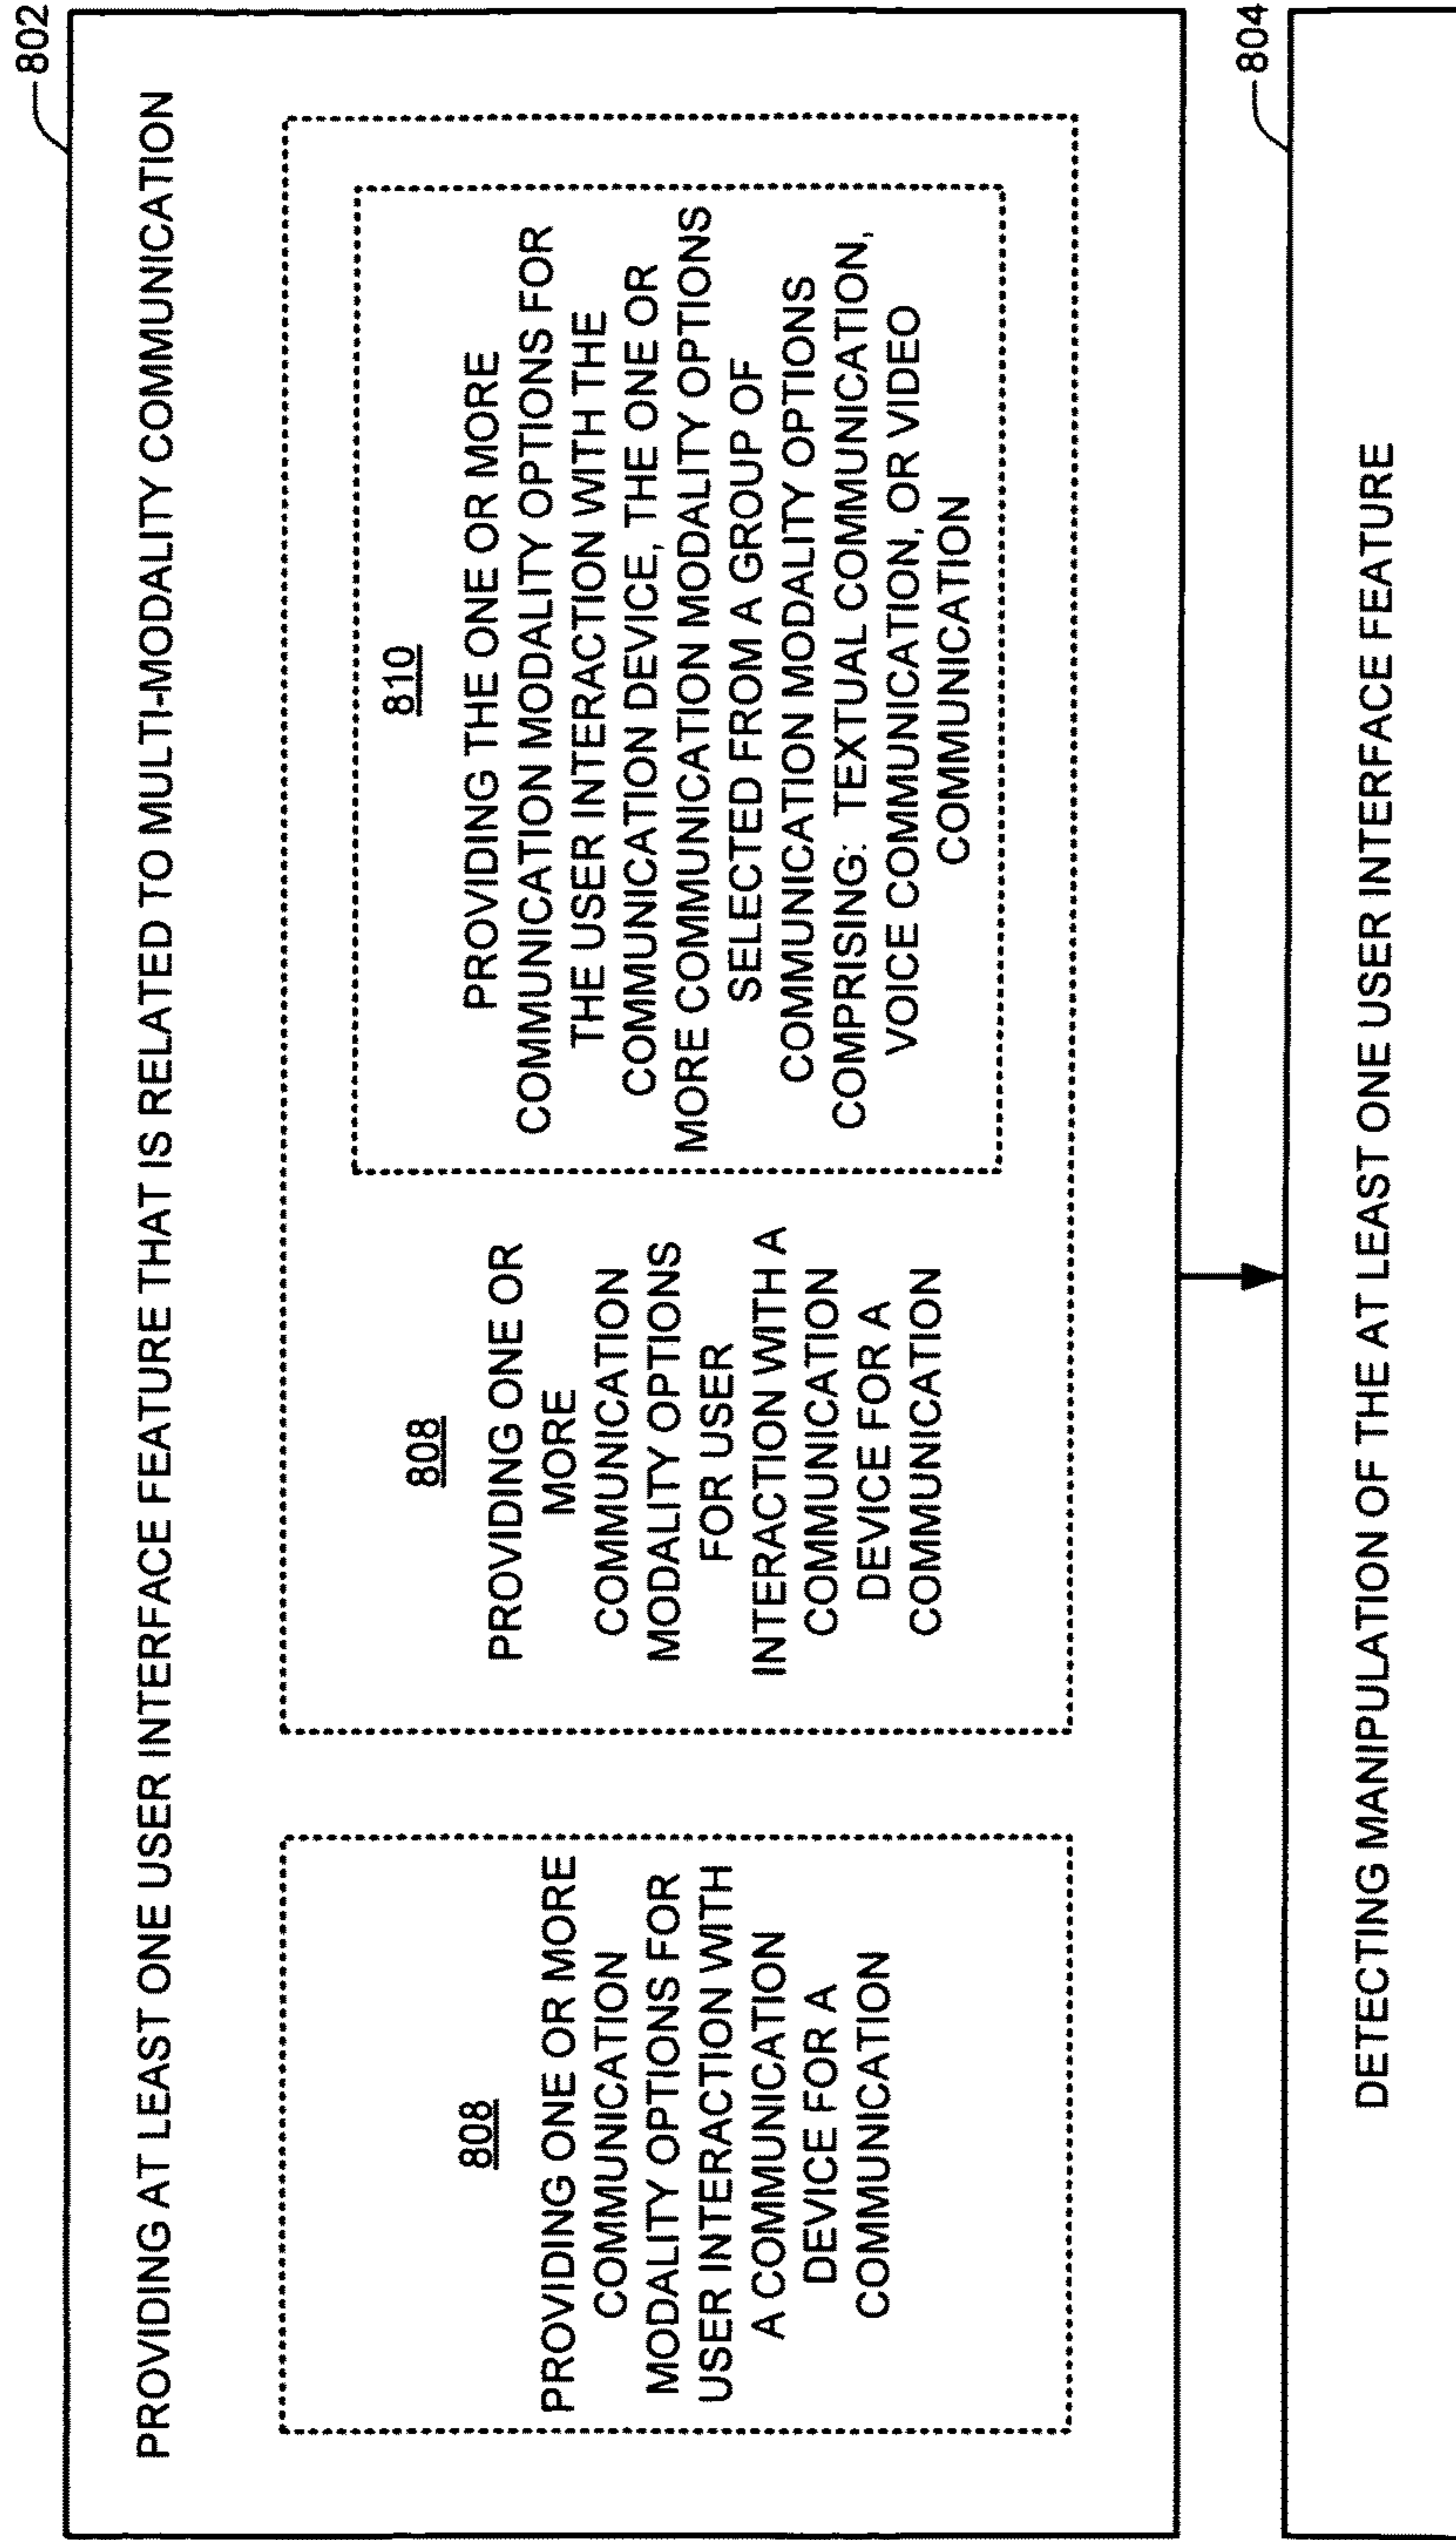 802
PROVIDING AT LEAST ONE USER INTERFACE FEATURE THAT IS RELATED TO MULTI-MODALITY COMMUNICATION
808
PROVIDING ONE OR MORE
COMMUNICATION
MODALITY OPTIONS FOR
USER INTERACTION WITH
A COMMUNICATION
DEVICE FOR A
COMMUNICATION
808
PROVIDING ONE OR
MORE
COMMUNICATION
MODALITY OPTIONS
FOR USER
INTERACTION WITH A
COMMUNICATION
DEVICE FOR A
COMMUNICATION
810
PROVIDING THE ONE OR MORE
COMMUNICATION MODALITY OPTIONS FOR
THE USER INTERACTION WITH THE
COMMUNICATION DEVICE, THE ONE OR
MORE COMMUNICATION MODALITY OPTIONS
SELECTED FROM A GROUP OF
COMMUNICATION MODALITY OPTIONS
COMPRISING: TEXTUAL COMMUNICATION,
VOICE COMMUNICATION, OR VIDEO
COMMUNICATION
804
DETECTING MANIPULATION OF THE AT LEAST ONE USER INTERFACE FEATURE